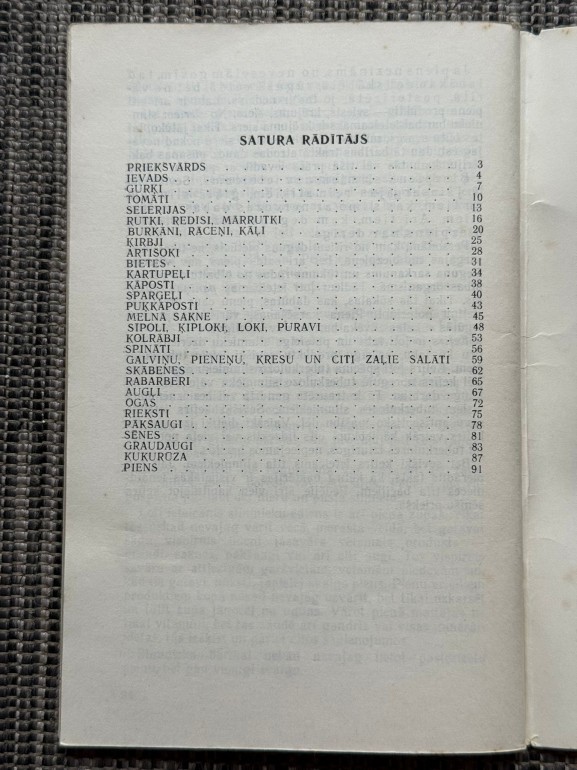 SATURA RĀDĪTĀJS
PRIEKŠVĀRDS . . . . . . . . . . . . . 3
IEVADS . . . . . . . . . . . . . 4
GURĶI . . . . . . . . . . . . . 7
TOMĀTI . . . . . . . . . . . . . 10
SELERIJAS . . . . . . . . . . . . . 13
RUTKI, REDĪSI, MĀRRUTKI . . . . . . . . 16
BURKĀNI, RĀCEŅI, KĀĻI . . . . . . . . 20
ĶIRBJI . . . . . . . . . . . . . 25
ARTIŠOKI . . . . . . . . . . . . . 28
BIETES . . . . . . . . . . . . . 31
KARTUPEĻI . . . . . . . . . . . . . 34
KĀPOSTI . . . . . . . . . . . . . 38
SPARĢEĻI . . . . . . . . . . . . . 40
PUĶKĀPOSTI . . . . . . . . . . . . . 43
MELNĀ SAKNE . . . . . . . . . . . . 45
SĪPOLI, ĶIPLOKI, LOKI, PURAVI . . . . . . 48
KOLRĀBJI . . . . . . . . . . . . . 53
SPINĀTI . . . . . . . . . . . . . 56
GALVIŅU, PIENEŅU, KREŠU UN CITI ZAĻIE SALĀTI 59
SKĀBENES . . . . . . . . . . . . . 62
RABARBERI . . . . . . . . . . . . . 65
AUGĻI . . . . . . . . . . . . . 67
OGAS . . . . . . . . . . . . . 72
RIEKSTI . . . . . . . . . . . . . 75
PĀKŠAUGI . . . . . . . . . . . . . 78
SĒNES . . . . . . . . . . . . . 81
GRAUDAUGI . . . . . . . . . . . . . 83
KUKURŪZA . . . . . . . . . . . . . 87
PIENS . . . . . . . . . . . . . 91